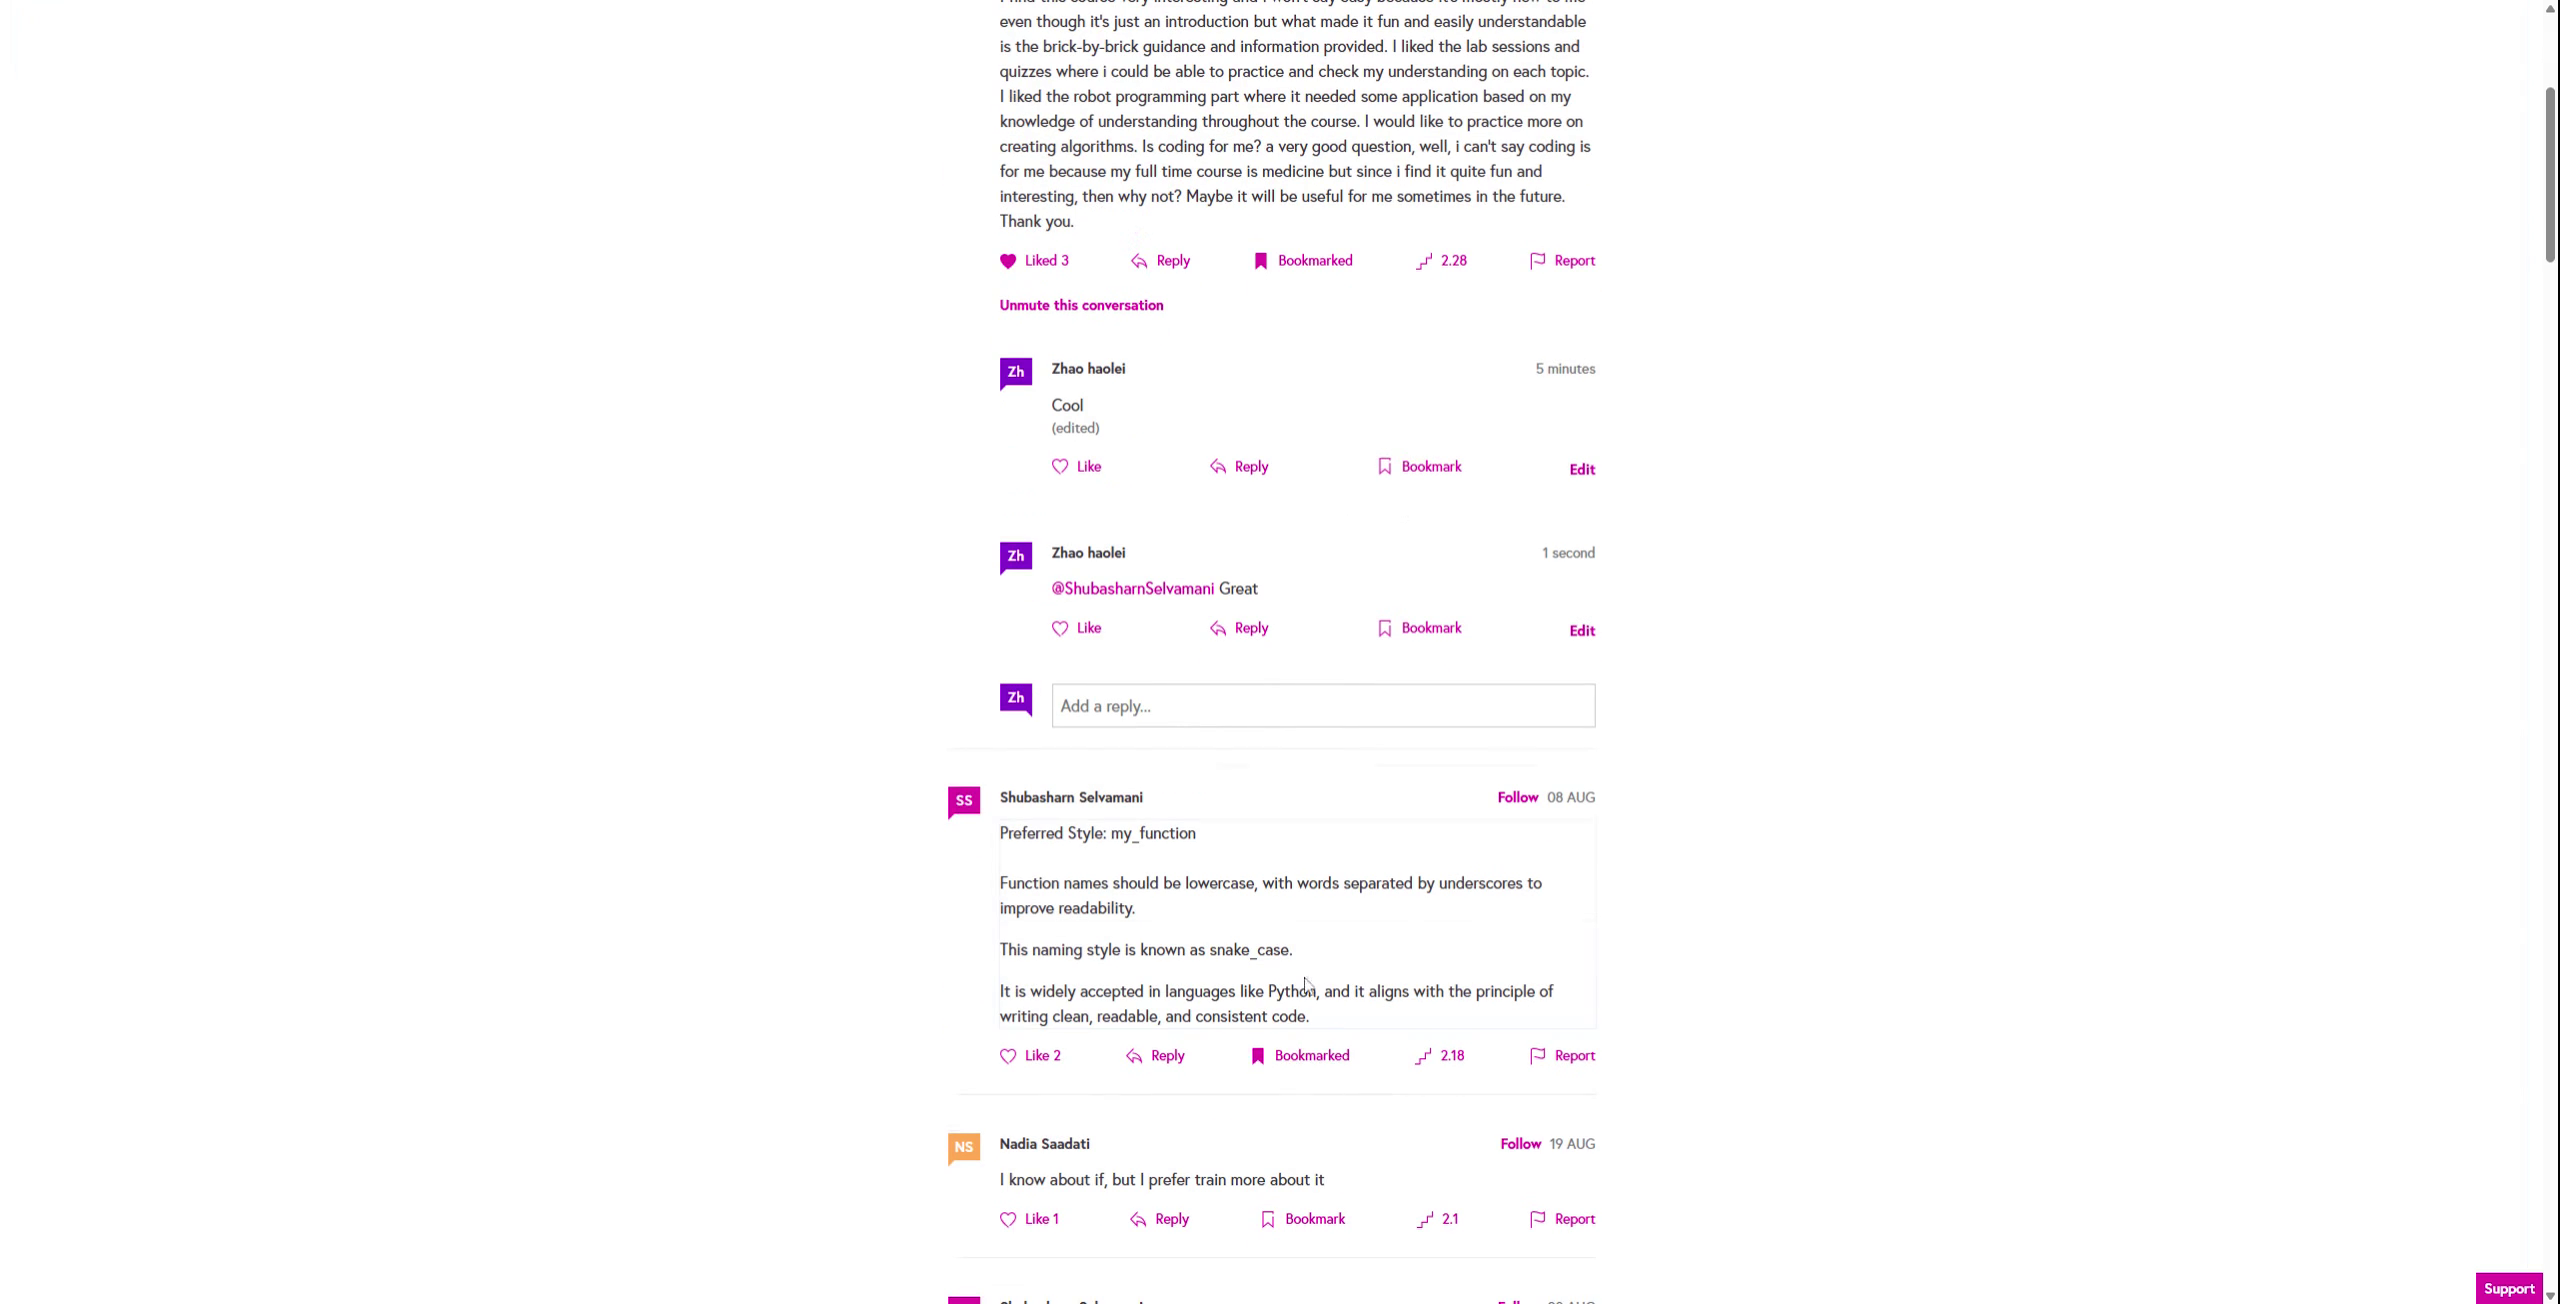 even though it's just an introduction but what made it fun and easily understandable
is the brick-by-brick guidance and information provided. I liked the lab sessions and
quizzes where i could be able to practice and check my understanding on each topic.
I liked the robot programming part where it needed some application based on my
knowledge of understanding throughout the course. I would like to practice more on
creating algorithms. Is coding for me? a very good question, well, i can't say coding is
for me because my full time course is medicine but since i find it quite fun and
interesting, then why not? Maybe it will be useful for me sometimes in the future.
Thank you.
Liked 3 Reply Bookmarked 2.28 Report
Unmute this conversation
Zh Zhao haolei 5 minutes
Cool
(edited)
Like Reply Bookmark Edit
Zh Zhao haolei 1 second
@ShubasharnSelvamani Great
Like Reply Bookmark Edit
Zh Add a reply...
SS Shubasharn Selvamani Follow 08 AUG
Preferred Style: my_function
Function names should be lowercase, with words separated by underscores to
improve readability.
This naming style is known as snake_case.
It is widely accepted in languages like Python, and it aligns with the principle of
writing clean, readable, and consistent code.
Like 2 Reply Bookmarked 2.18 Report
NS Nadia Saadati Follow 19 AUG
I know about if, but I prefer train more about it
Like 1 Reply Bookmark 2.1 Report
Support